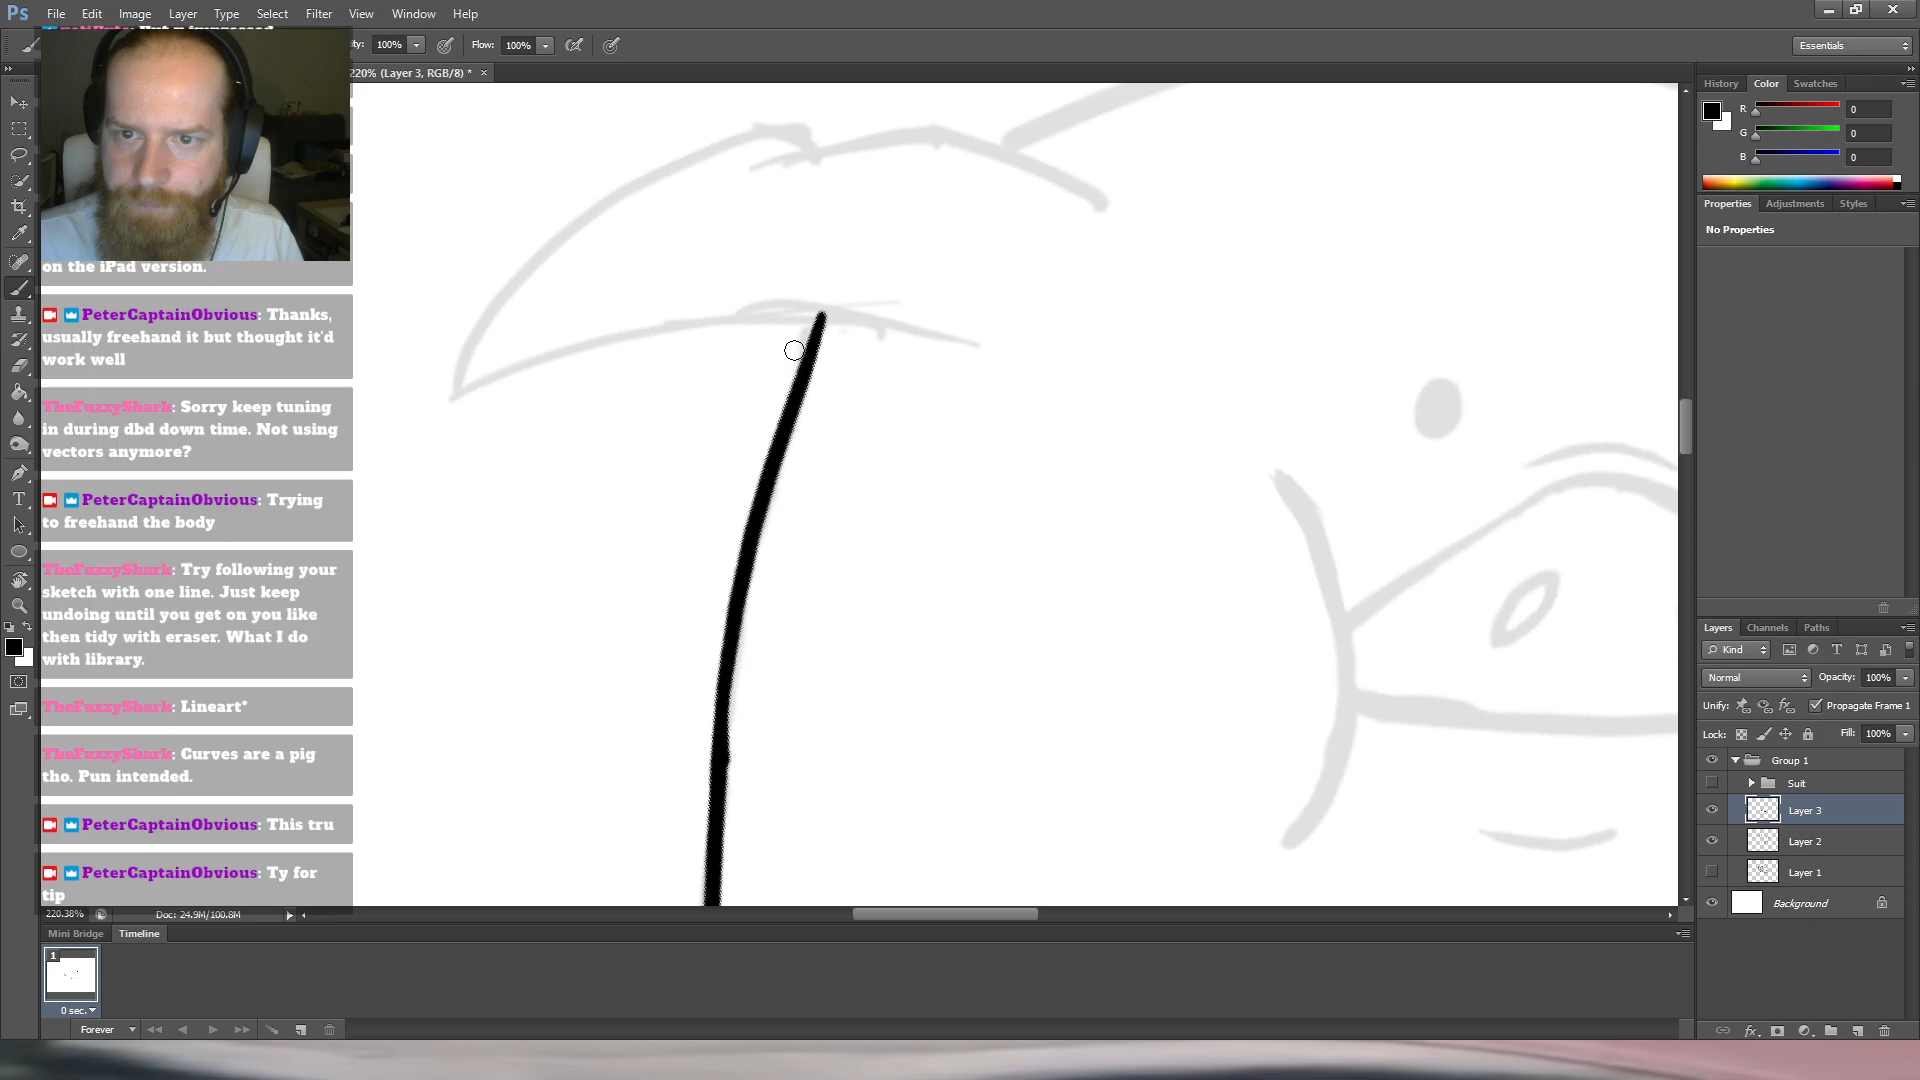 Ps File Edit Image Layer Type Select Filter View Window Help
100% Flow: 100% Essentials
220% (Layer 3, RGB/8) * ×
History Color Swatches
R 0
G 0
B 0
Properties Adjustments Styles
No Properties
on the iPad version.
PeterCaptainObvious: Thanks,
usually freehand it but thought it'd
work well
TheFuzzyShark: Sorry keep tuning
in during dbd down time. Not using
vectors anymore?
PeterCaptainObvious: Trying
to freehand the body
TheFuzzyShark: Try following your
sketch with one line. Just keep
undoing until you get on you like
then tidy with eraser. What I do
with library.
TheFuzzyShark: Lineart*
TheFuzzyShark: Curves are a pig
tho. Pun intended.
PeterCaptainObvious: This tru
PeterCaptainObvious: Ty for
tip
Layers Channels Paths
Kind
Normal Opacity: 100%
Unify: Propagate Frame 1
Lock: Fill: 100%
Group 1
Suit
Layer 3
Layer 2
Layer 1
Background
220.38% Doc: 24.9M/100.8M
Mini Bridge Timeline
1
0 sec.
Forever